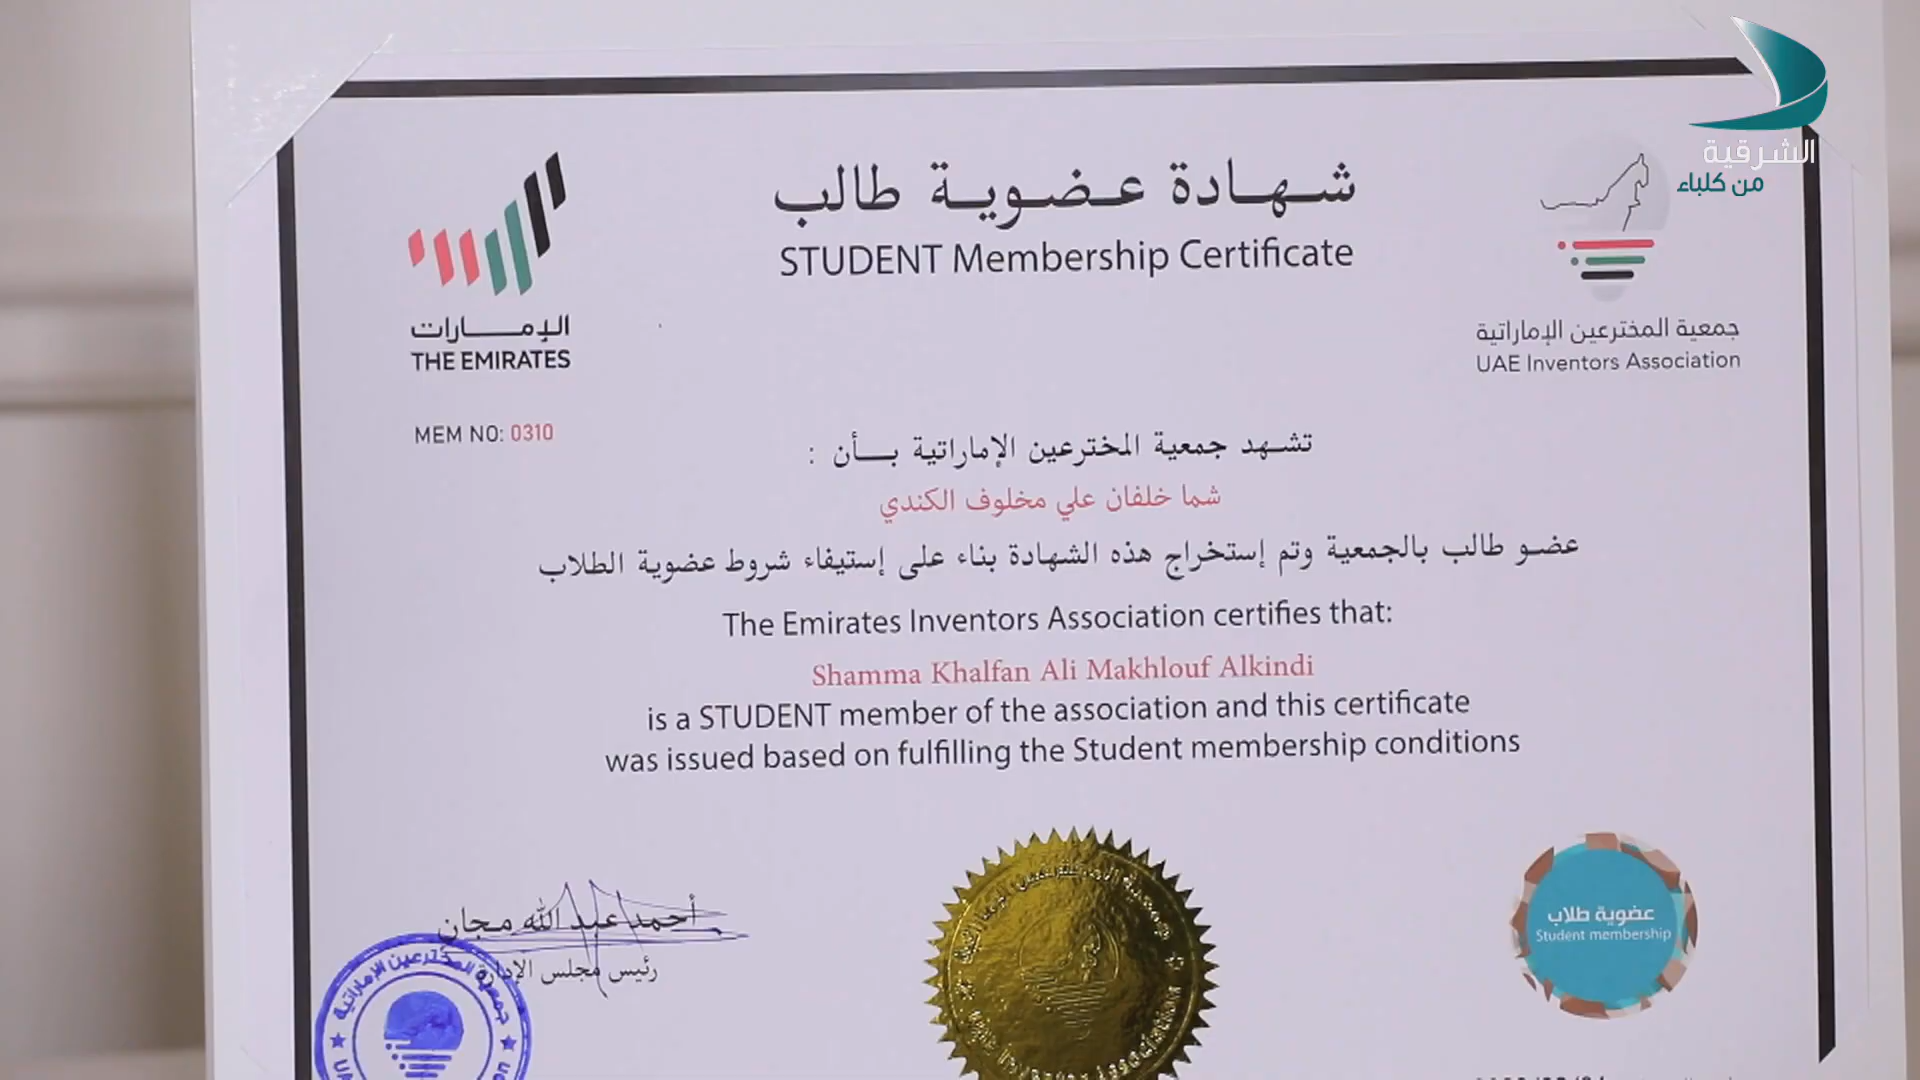 الشرقية
من كلباء
شهادة عضوية طالب
STUDENT Membership Certificate
الإمارات
THE EMIRATES
جمعية المخترعين الإماراتية
UAE Inventors Association
MEM NO: 0310
تشهد جمعية المخترعين الإماراتية بأن :
شما خلفان علي مخلوف الكندي
عضو طالب بالجمعية وتم إستخراج هذه الشهادة بناء على إستيفاء شروط عضوية الطلاب
The Emirates Inventors Association certifies that:
Shamma Khalfan Ali Makhlouf Alkindi
is a STUDENT member of the association and this certificate
was issued based on fulfilling the Student membership conditions
أحمد عبد الله مجان
رئيس مجلس الإدارة
جمعية المخترعين الإماراتية
عضوية طلاب
Student membership